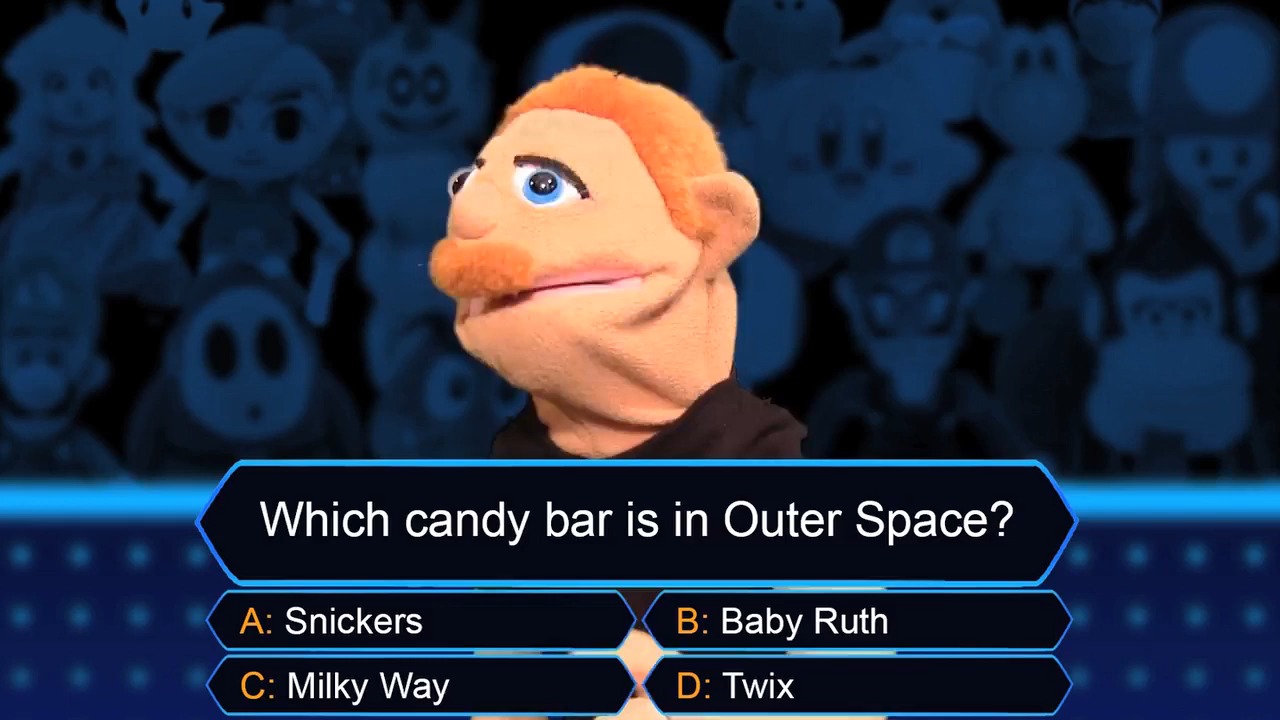 Which candy bar is in Outer Space?
A: Snickers
B: Baby Ruth
C: Milky Way
D: Twix